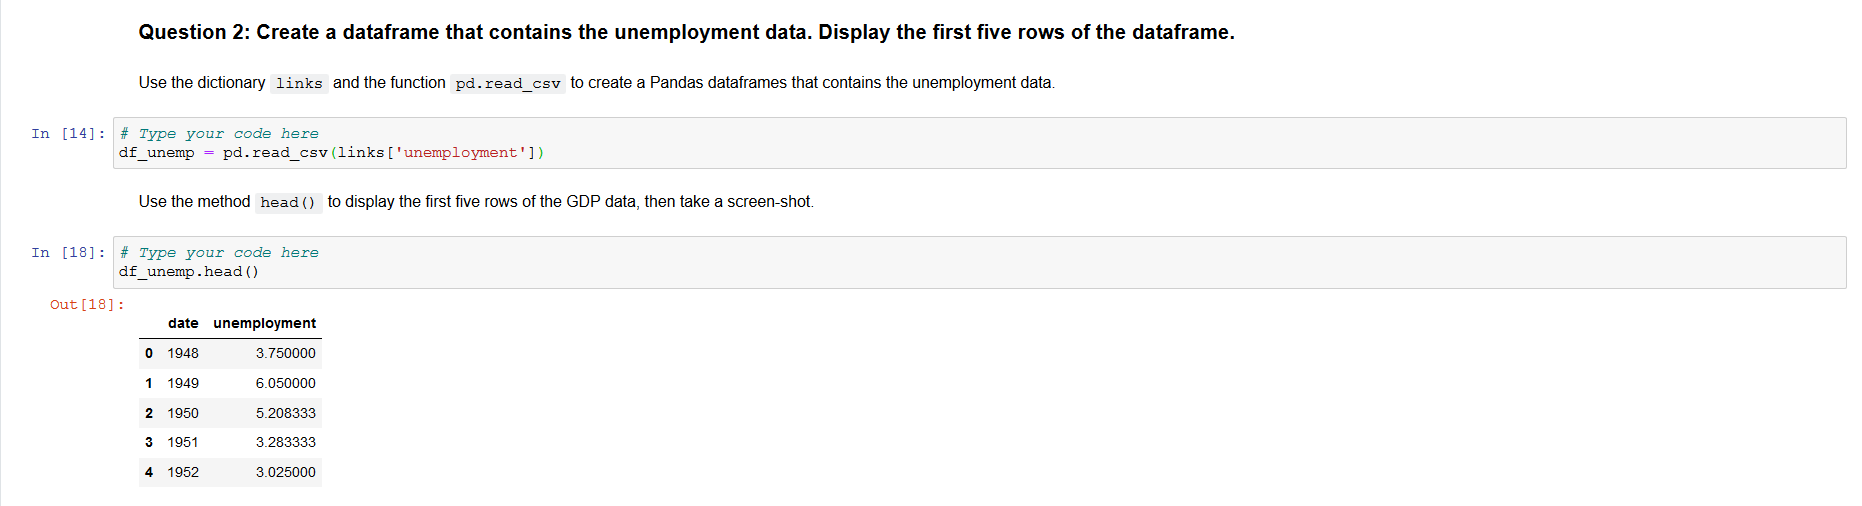 Question 2: Create a dataframe that contains the unemployment data. Display the first five rows of the dataframe.
Use the dictionary links and the function pd.read_csv to create a Pandas dataframes that contains the unemployment data.
In [14]: # Type your code here
df_unemp = pd.read_csv(links['unemployment'])
Use the method head() to display the first five rows of the GDP data, then take a screen-shot.
In [18]: # Type your code here
df_unemp.head()
Out[18]:
date unemployment
0 1948 3.750000
1 1949 6.050000
2 1950 5.208333
3 1951 3.283333
4 1952 3.025000